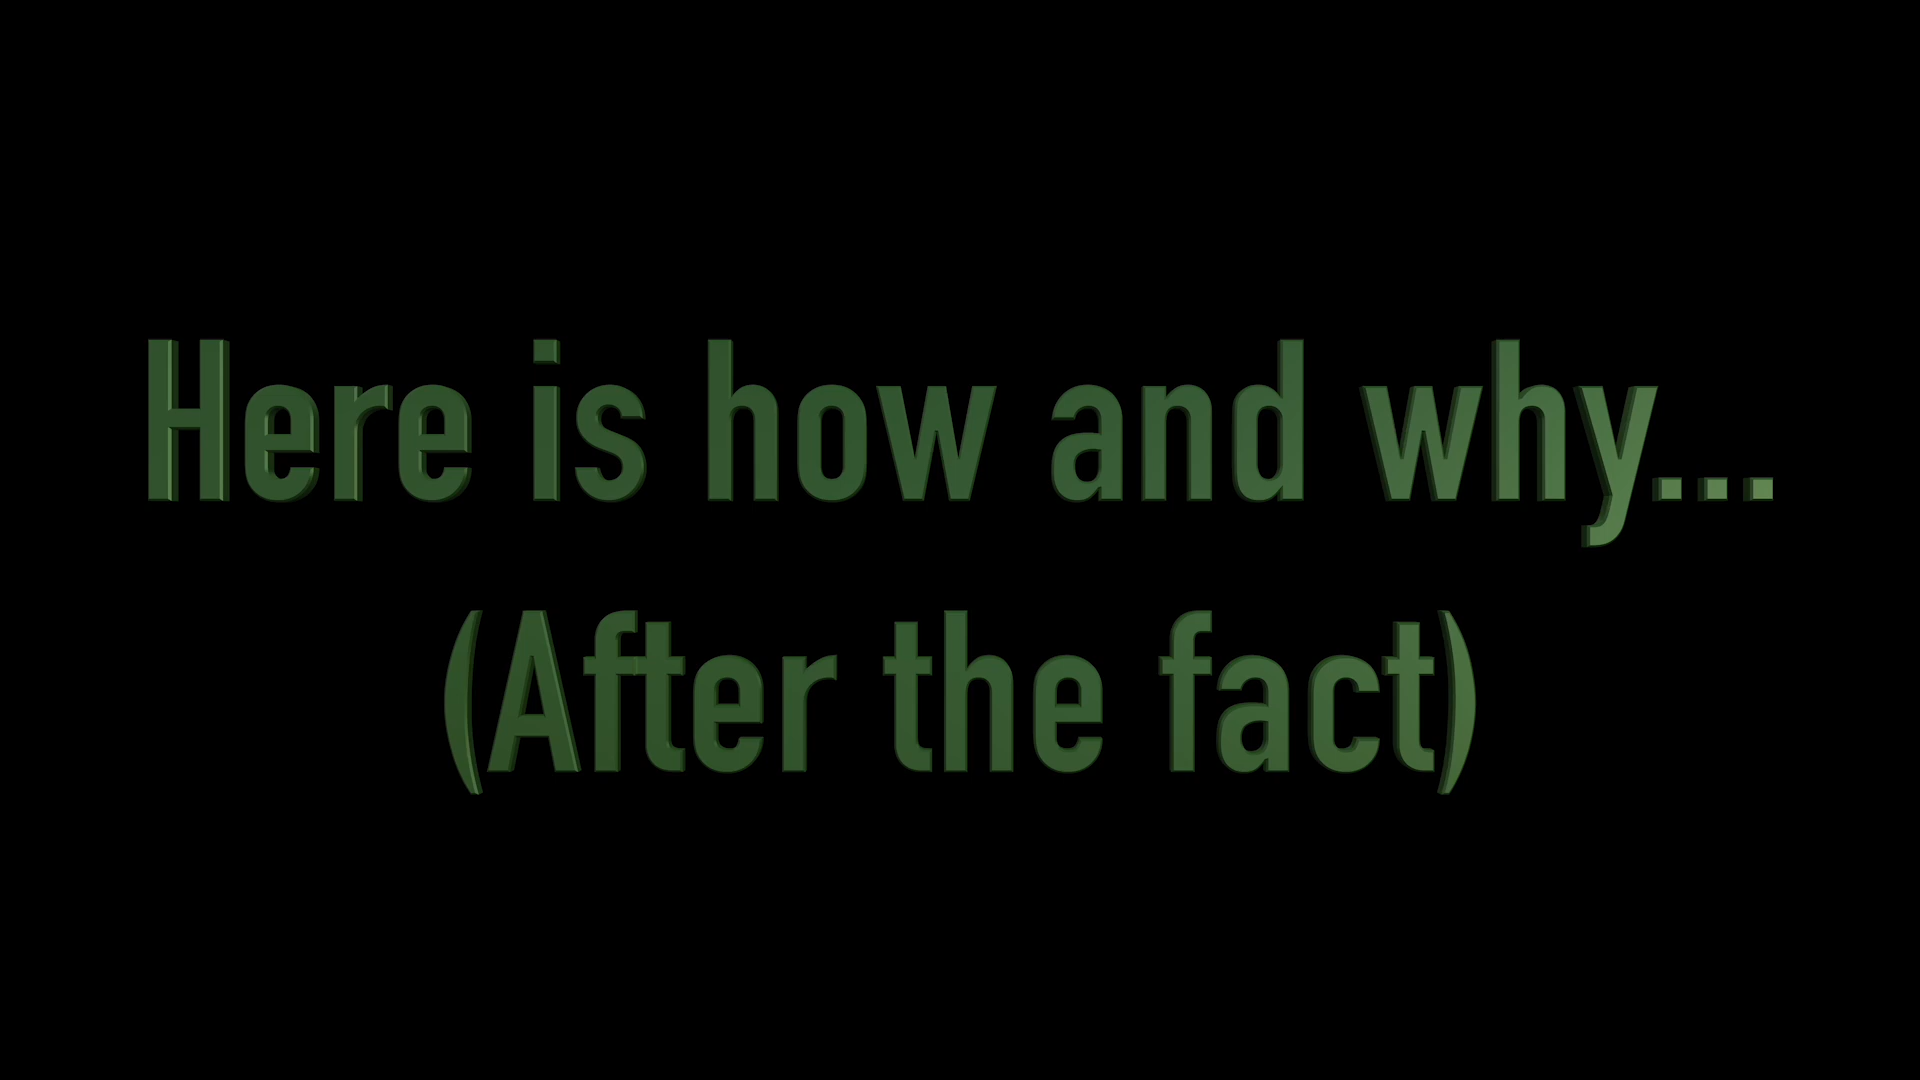 Here is how and why...
(After the fact)